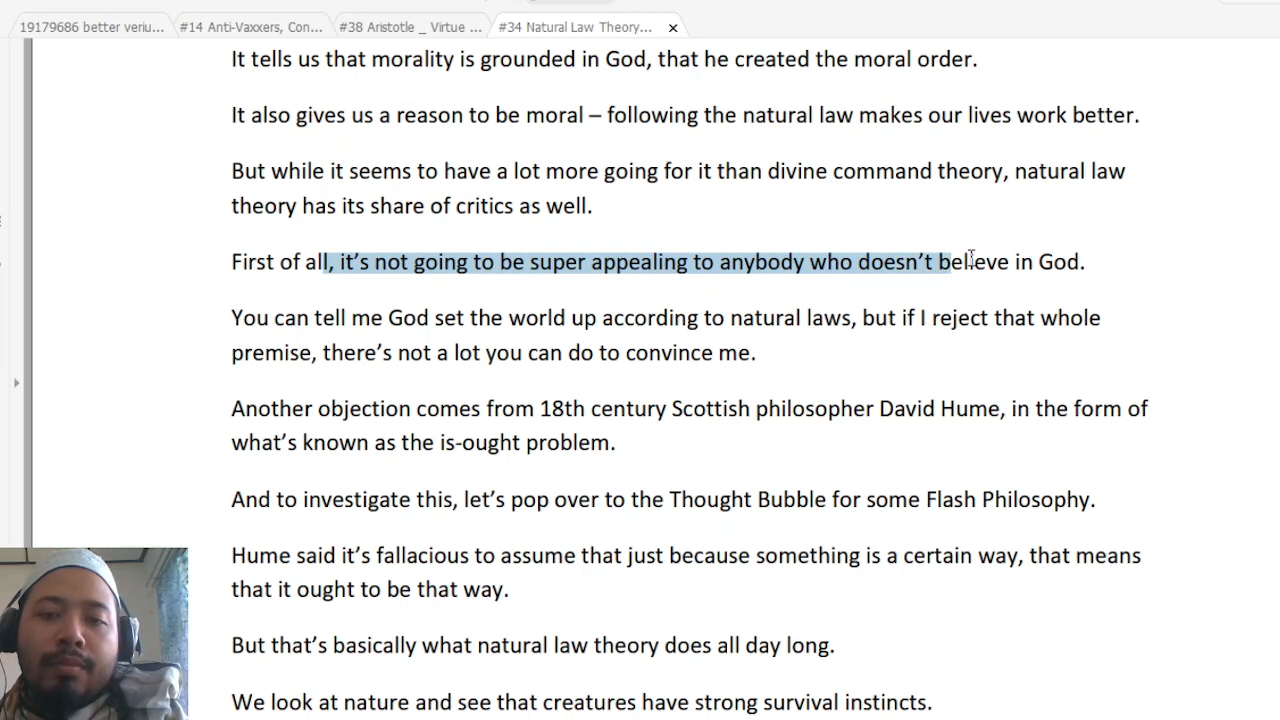 19179686 better veriu...
#14 Anti-Vaxxers, Con...
#38 Aristotle _ Virtue ...
#34 Natural Law Theory...
It tells us that morality is grounded in God, that he created the moral order.
It also gives us a reason to be moral – following the natural law makes our lives work better.
But while it seems to have a lot more going for it than divine command theory, natural law
theory has its share of critics as well.
First of all, it's not going to be super appealing to anybody who doesn't believe in God.
You can tell me God set the world up according to natural laws, but if I reject that whole
premise, there's not a lot you can do to convince me.
Another objection comes from 18th century Scottish philosopher David Hume, in the form of
what's known as the is-ought problem.
And to investigate this, let's pop over to the Thought Bubble for some Flash Philosophy.
Hume said it's fallacious to assume that just because something is a certain way, that means
that it ought to be that way.
But that's basically what natural law theory does all day long.
We look at nature and see that creatures have strong survival instincts.